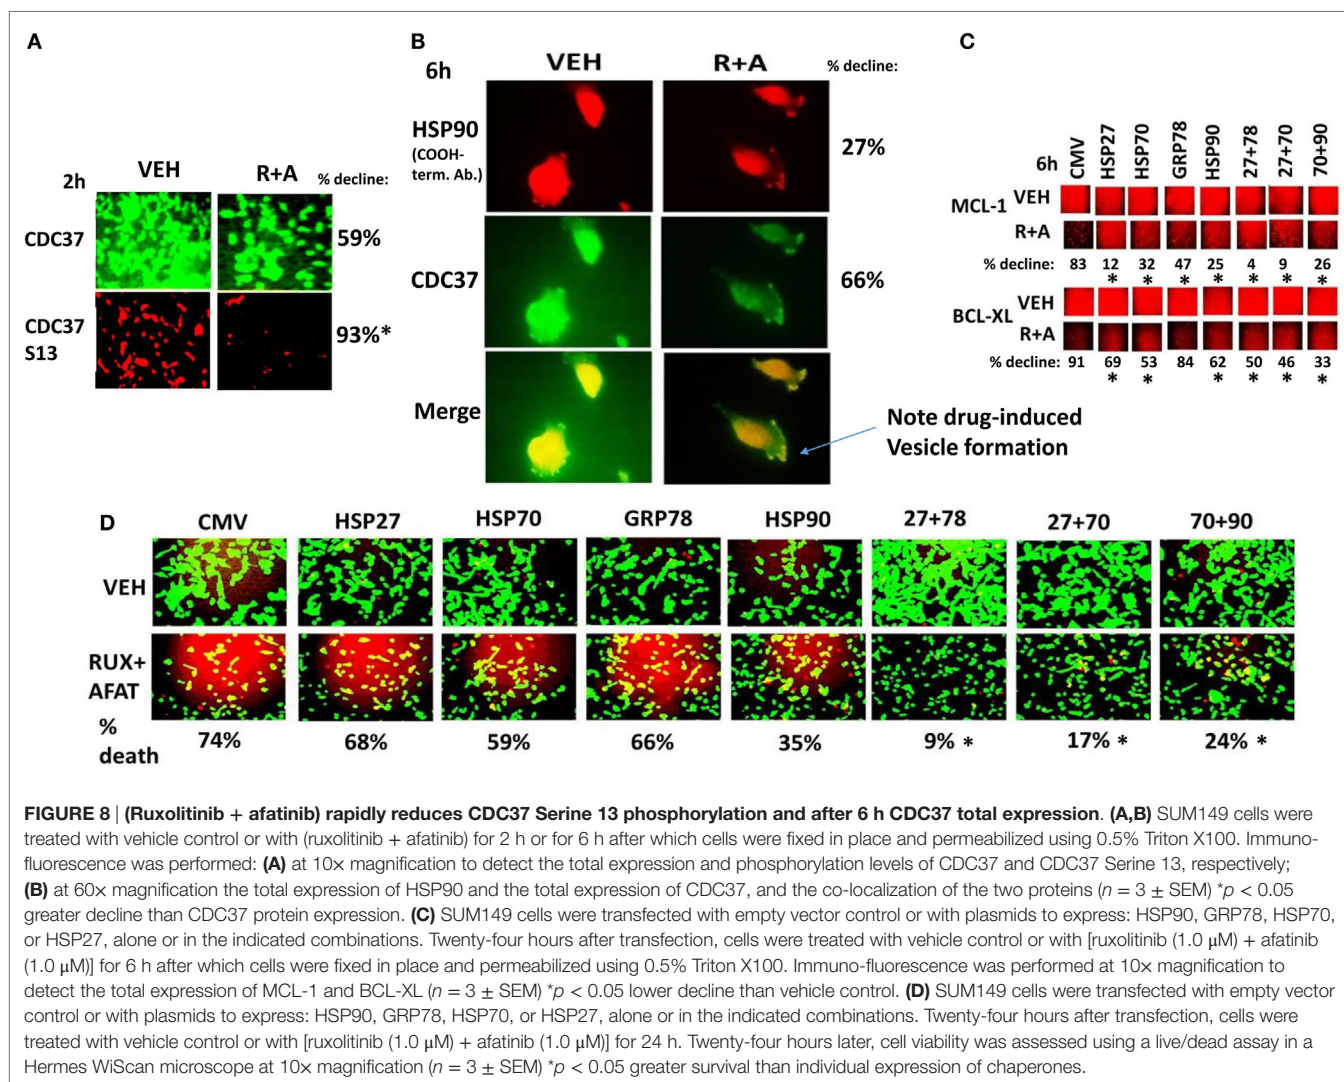 A
VEH
R+A
% decline:
2h
CDC37
59%
CDC37
S13
93%*
B
6h
VEH
R+A
% decline:
HSP90
(COOH-
term. Ab.)
27%
CDC37
66%
Merge
Note drug-induced
Vesicle formation
C
6h
CMV
HSP27
HSP70
GRP78
HSP90
27+78
27+70
70+90
MCL-1
VEH
R+A
% decline: 83 12 32 47 25 4 9 26
* * * * * * *
BCL-XL
VEH
R+A
% decline: 91 69 53 84 62 50 46 33
* * * * * *
D
CMV HSP27 HSP70 GRP78 HSP90 27+78 27+70 70+90
VEH
RUX+
AFAT
%
death
74% 68% 59% 66% 35% 9% * 17% * 24% *
FIGURE 8 | (Ruxolitinib + afatinib) rapidly reduces CDC37 Serine 13 phosphorylation and after 6 h CDC37 total expression. (A,B) SUM149 cells were
treated with vehicle control or with (ruxolitinib + afatinib) for 2 h or for 6 h after which cells were fixed in place and permeabilized using 0.5% Triton X100. Immuno-
fluorescence was performed: (A) at 10× magnification to detect the total expression and phosphorylation levels of CDC37 and CDC37 Serine 13, respectively;
(B) at 60× magnification the total expression of HSP90 and the total expression of CDC37, and the co-localization of the two proteins (n = 3 ± SEM) *p < 0.05
greater decline than CDC37 protein expression. (C) SUM149 cells were transfected with empty vector control or with plasmids to express: HSP90, GRP78, HSP70,
or HSP27, alone or in the indicated combinations. Twenty-four hours after transfection, cells were treated with vehicle control or with [ruxolitinib (1.0 μM) + afatinib
(1.0 μM)] for 6 h after which cells were fixed in place and permeabilized using 0.5% Triton X100. Immuno-fluorescence was performed at 10× magnification to
detect the total expression of MCL-1 and BCL-XL (n = 3 ± SEM) *p < 0.05 lower decline than vehicle control. (D) SUM149 cells were transfected with empty vector
control or with plasmids to express: HSP90, GRP78, HSP70, or HSP27, alone or in the indicated combinations. Twenty-four hours after transfection, cells were
treated with vehicle control or with [ruxolitinib (1.0 μM) + afatinib (1.0 μM)] for 24 h. Twenty-four hours later, cell viability was assessed using a live/dead assay in a
Hermes WiScan microscope at 10× magnification (n = 3 ± SEM) *p < 0.05 greater survival than individual expression of chaperones.